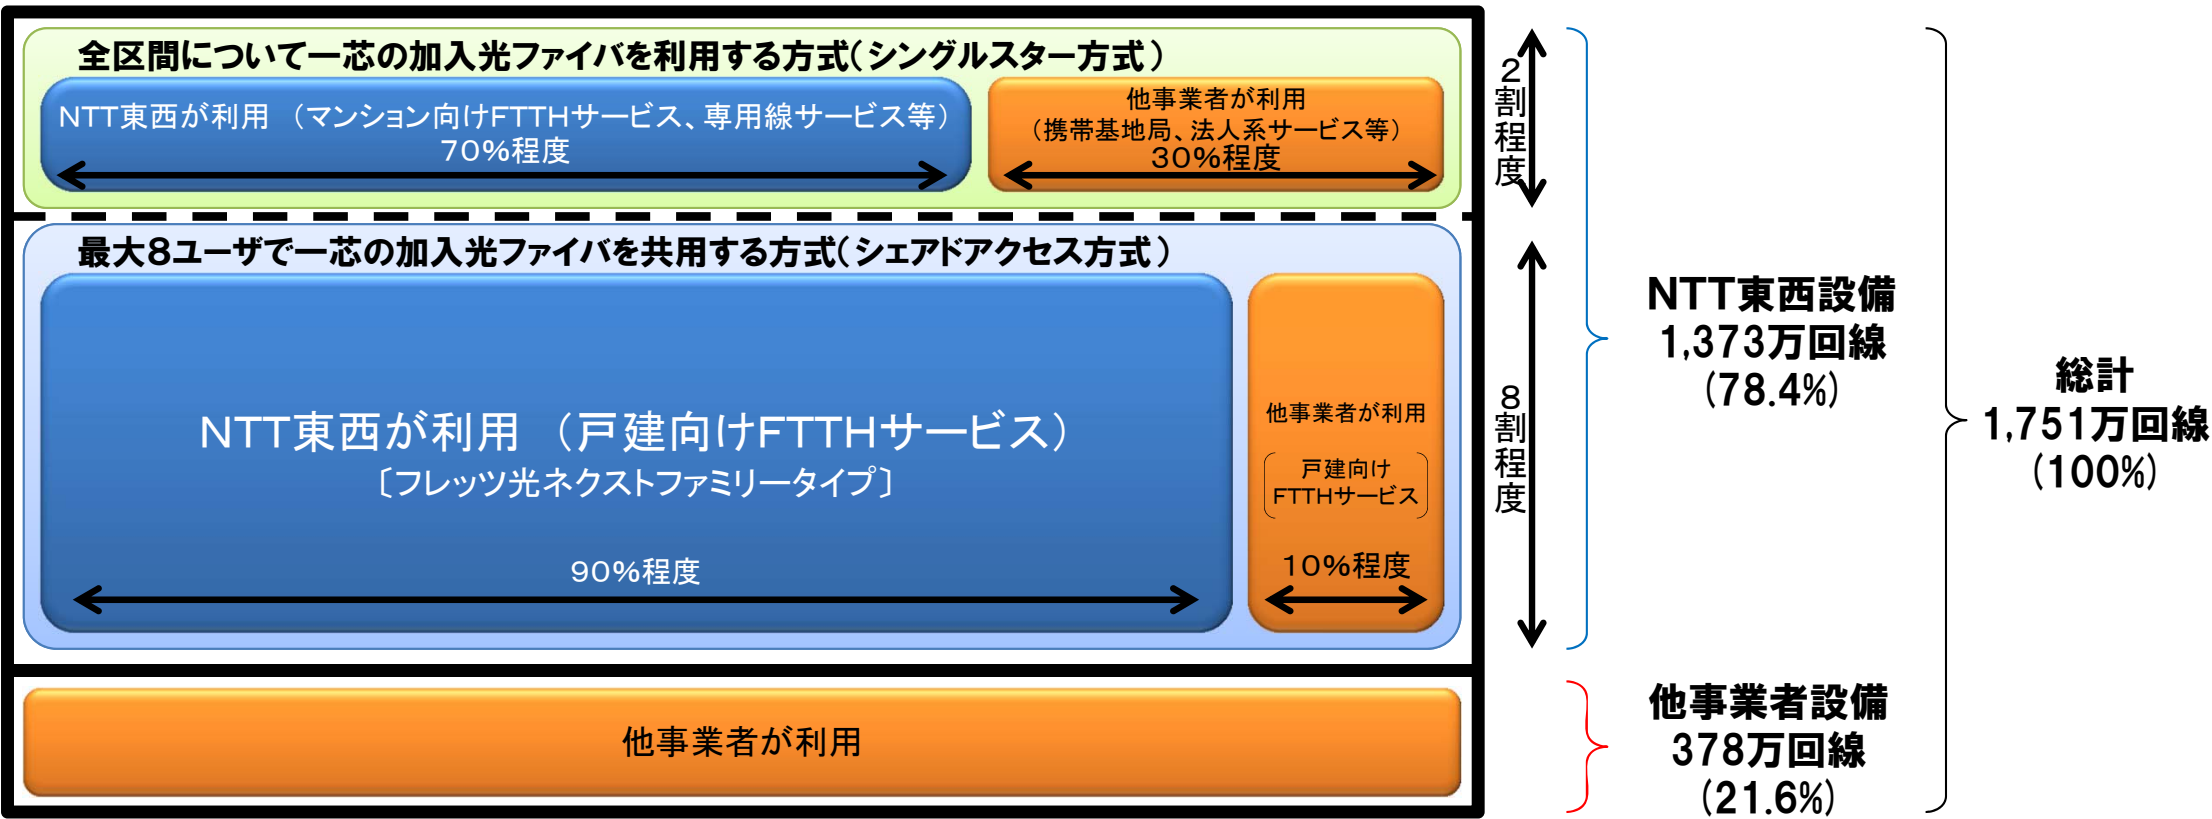 全区間について一芯の加入光ファイバを利用する方式(シングルスター方式)
NTT東西が利用 (マンション向けFTTHサービス、専用線サービス等)
70%程度
他事業者が利用
(携帯基地局、法人系サービス等)
30%程度
2割程度
最大8ユーザで一芯の加入光ファイバを共用する方式(シェアドアクセス方式)
NTT東西が利用 (戸建向けFTTHサービス)
〔フレッツ光ネクストファミリータイプ〕
90%程度
他事業者が利用
戸建向け
FTTHサービス
10%程度
8割程度
NTT東西設備
1,373万回線
(78.4%)
他事業者が利用
他事業者設備
378万回線
(21.6%)
総計
1,751万回線
(100%)